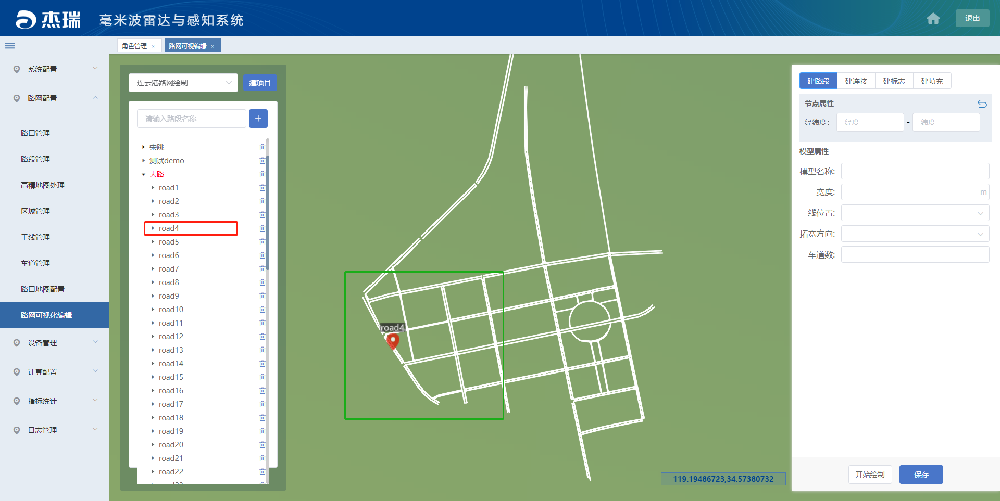 杰瑞 毫米波雷达与感知系统
退出
角色管理 ×
路网可视编辑 ×
系统配置
路网配置
路口管理
路段管理
高精地图处理
区域管理
干线管理
车道管理
路口地图配置
路网可视化编辑
设备管理
计算配置
指标统计
日志管理
连云港路网绘制
建项目
请输入路段名称
+
宋跳
测试demo
大路
road1
road2
road3
road4
road5
road6
road7
road8
road9
road10
road11
road12
road13
road14
road15
road16
road17
road18
road19
road20
road21
road22
road4
119.19486723,34.57380732
建路段 建连接 建标志 建填充
节点属性
经纬度: 经度 - 纬度
模型属性
模型名称:
宽度: m
线位置:
拓宽方向:
车道数:
开始绘制 保存